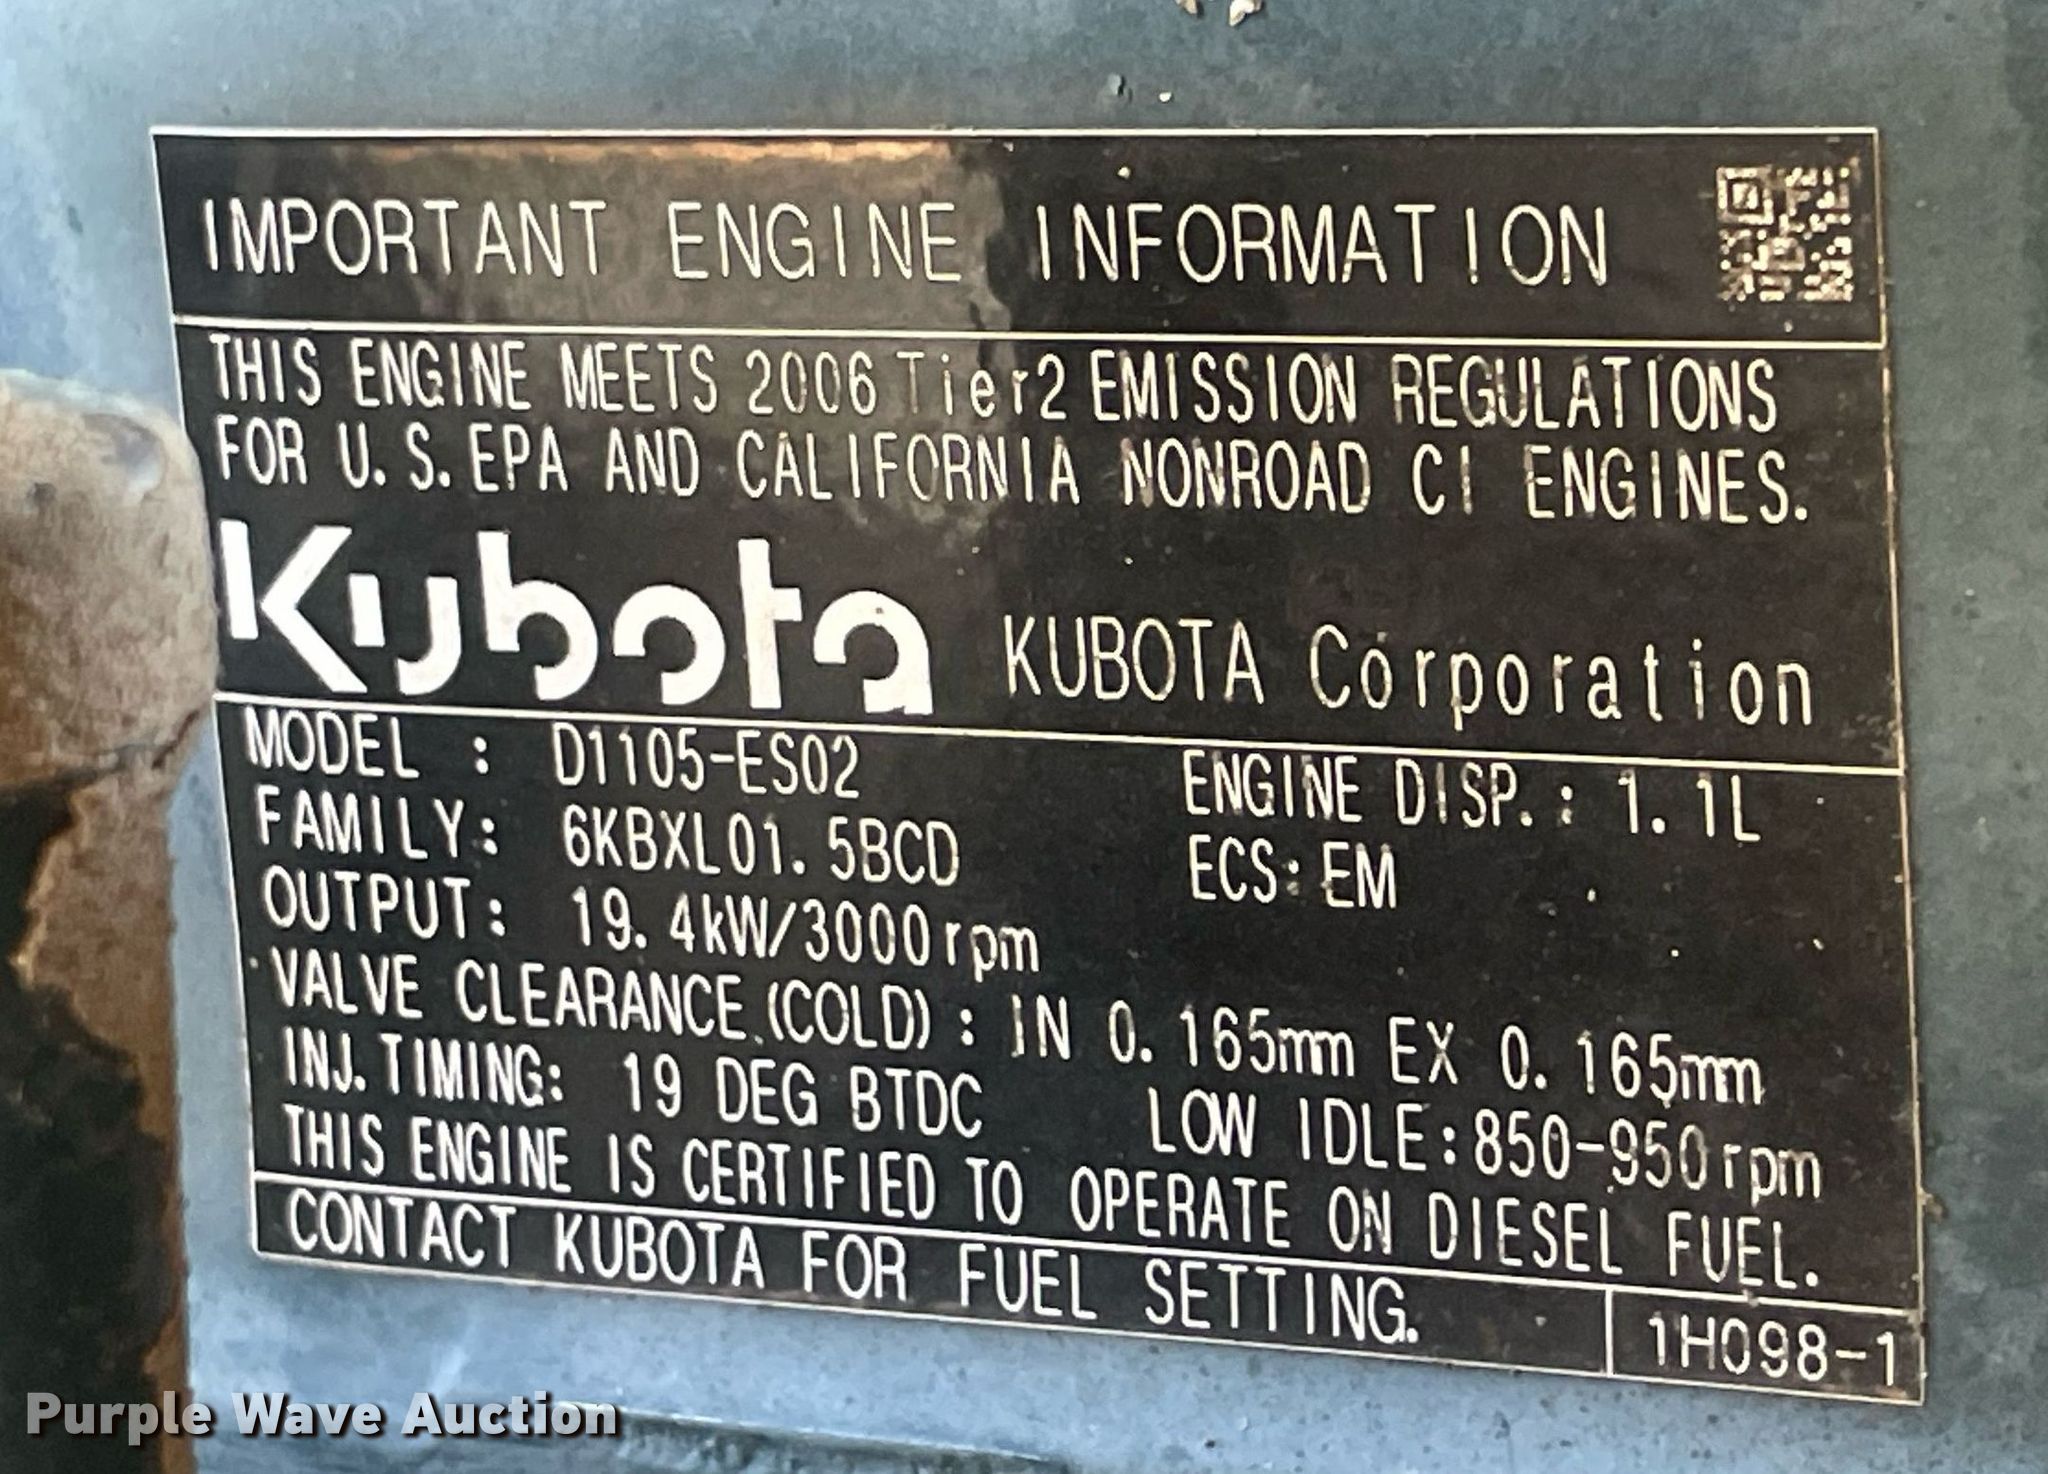 IMPORTANT ENGINE INFORMATION
THIS ENGINE MEETS 2006 Tier2 EMISSION REGULATIONS
FOR U.S.EPA AND CALIFORNIA NONROAD CI ENGINES.
Kubota KUBOTA Corporation
MODEL : D1105-ES02 ENGINE DISP.: 1.1L
FAMILY: 6KBXL01.5BCD ECS: EM
OUTPUT: 19.4kW/3000rpm
VALVE CLEARANCE (COLD) : IN 0.165mm EX 0.165mm
INJ.TIMING: 19 DEG BTDC LOW IDLE:850-950rpm
THIS ENGINE IS CERTIFIED TO OPERATE ON DIESEL FUEL.
CONTACT KUBOTA FOR FUEL SETTING.
1H098-1
Purple Wave Auction